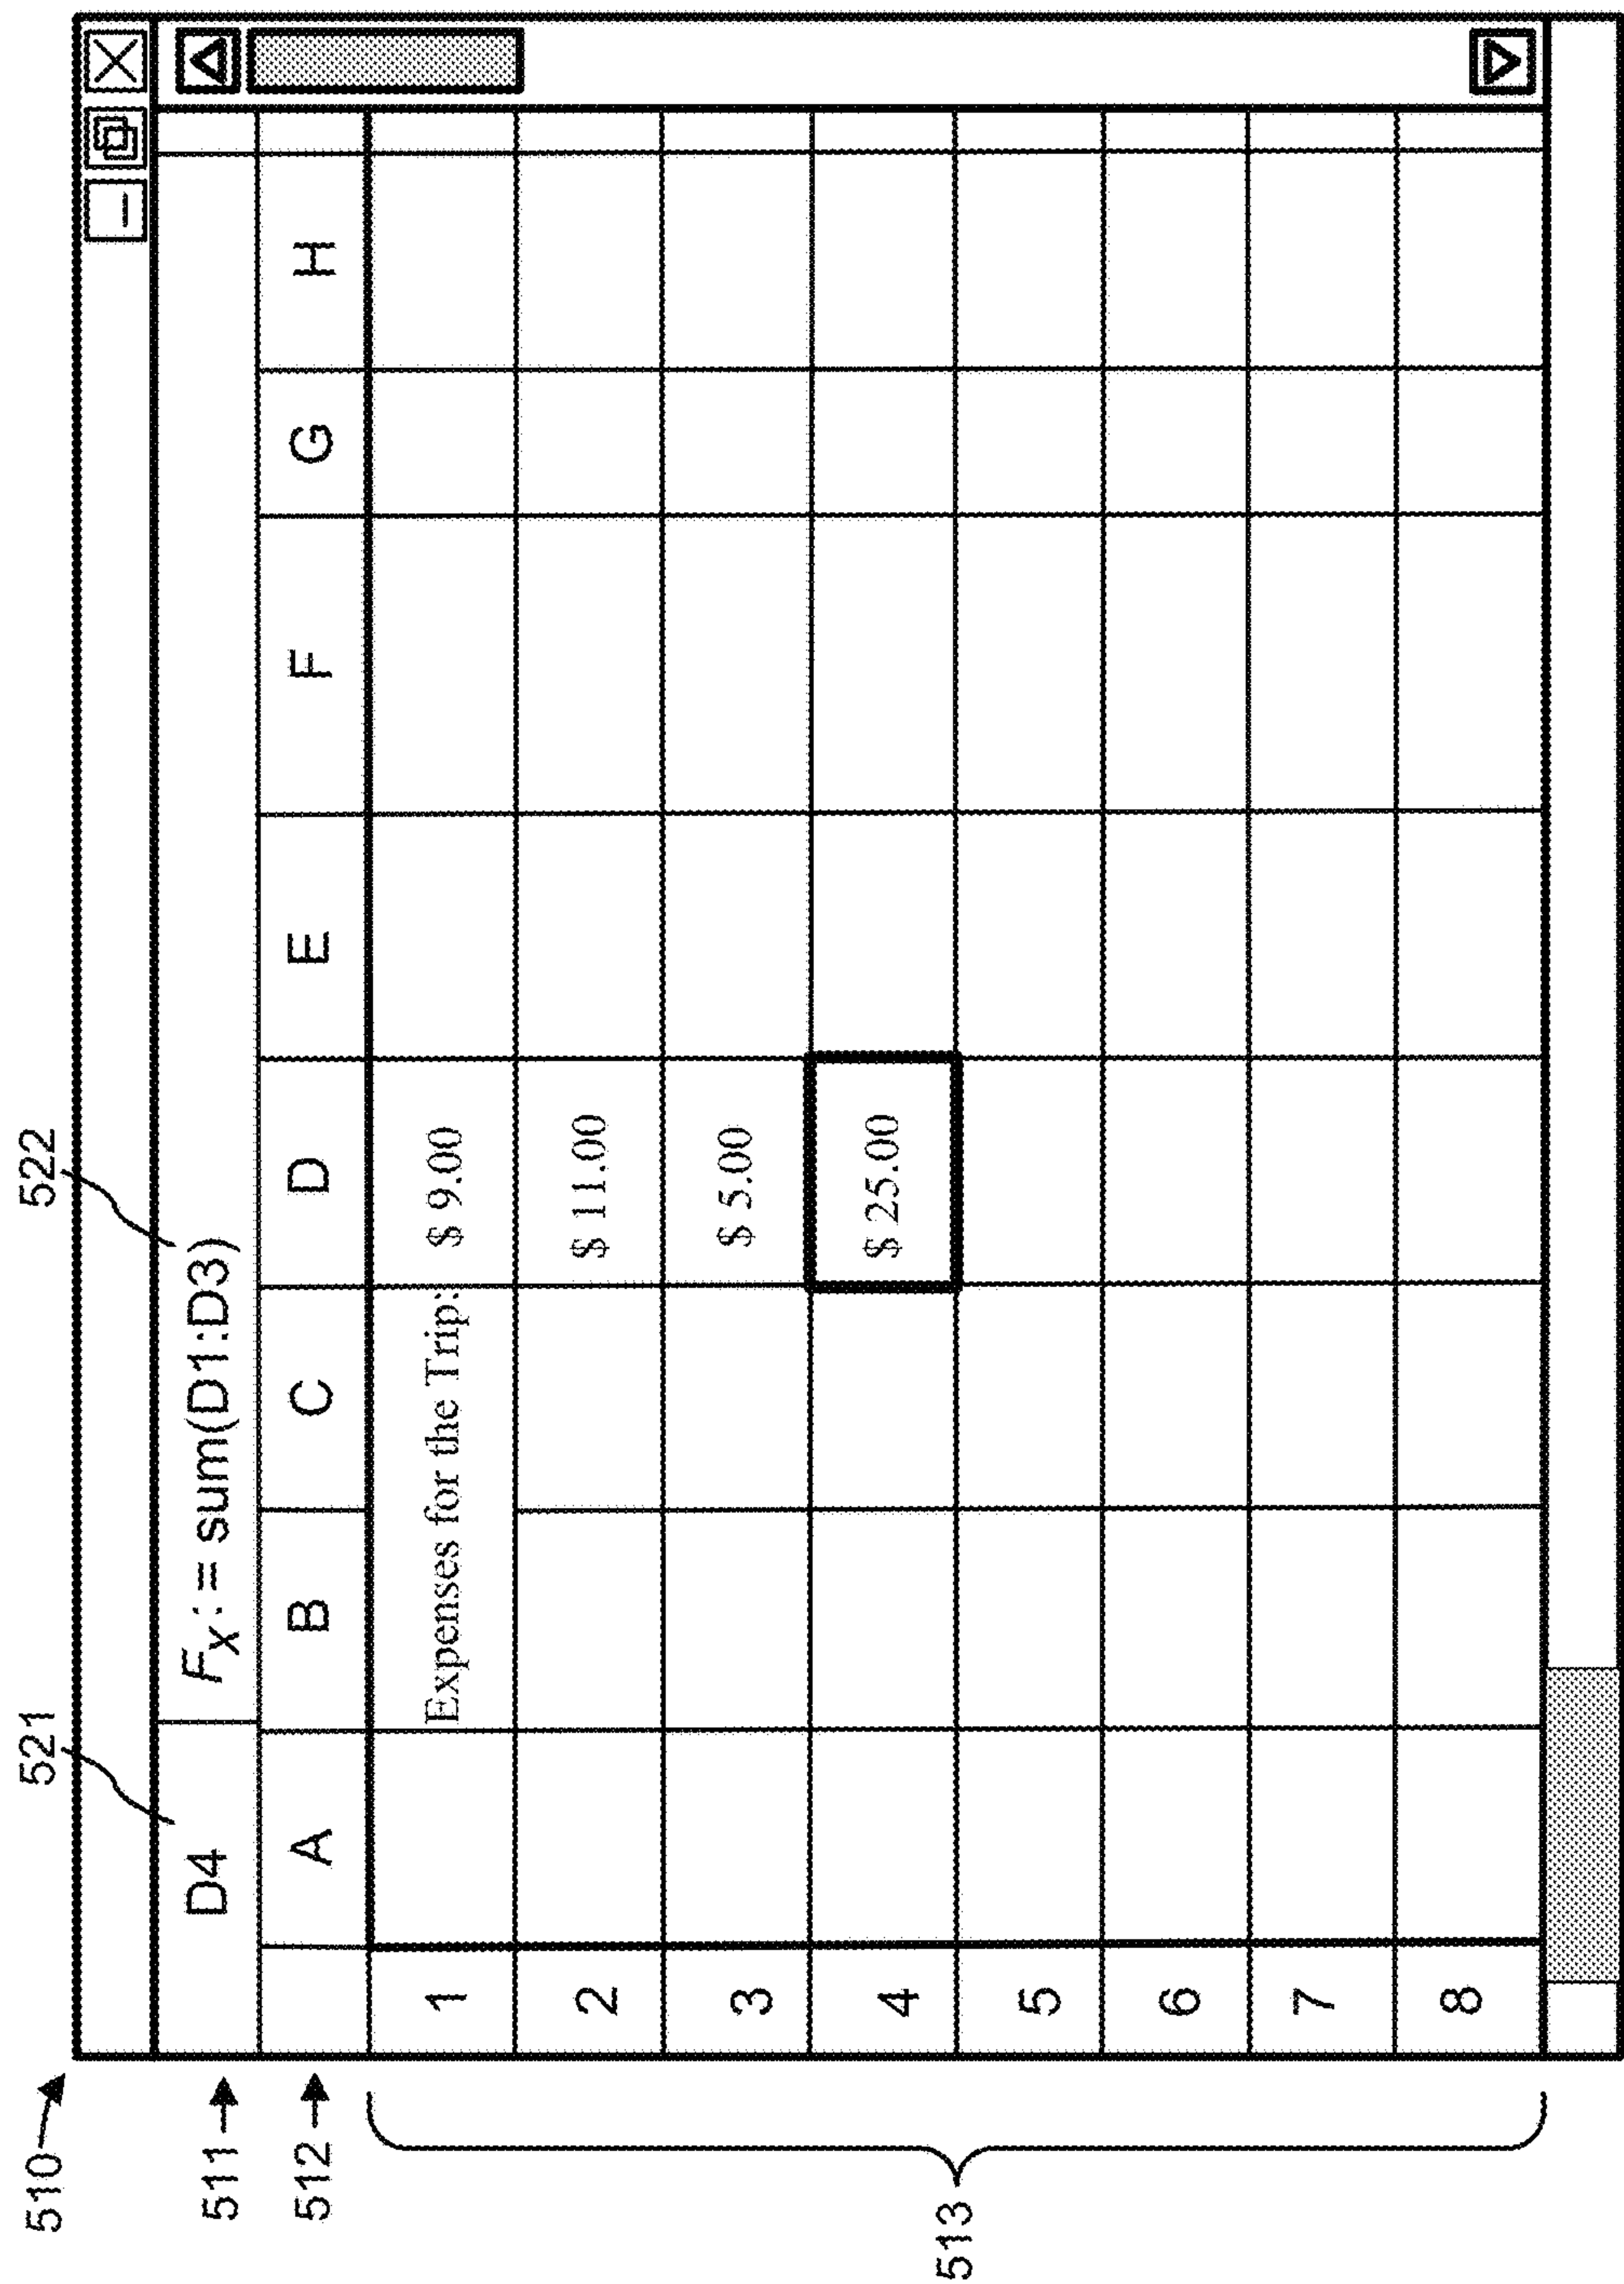 510
521
522
511
D4
Fx : = sum(D1:D3)
512
A B C D E F G H
1 Expenses for the Trip: $ 9.00
2 $ 11.00
3 $ 5.00
4 $ 25.00
5
6
7
8
513